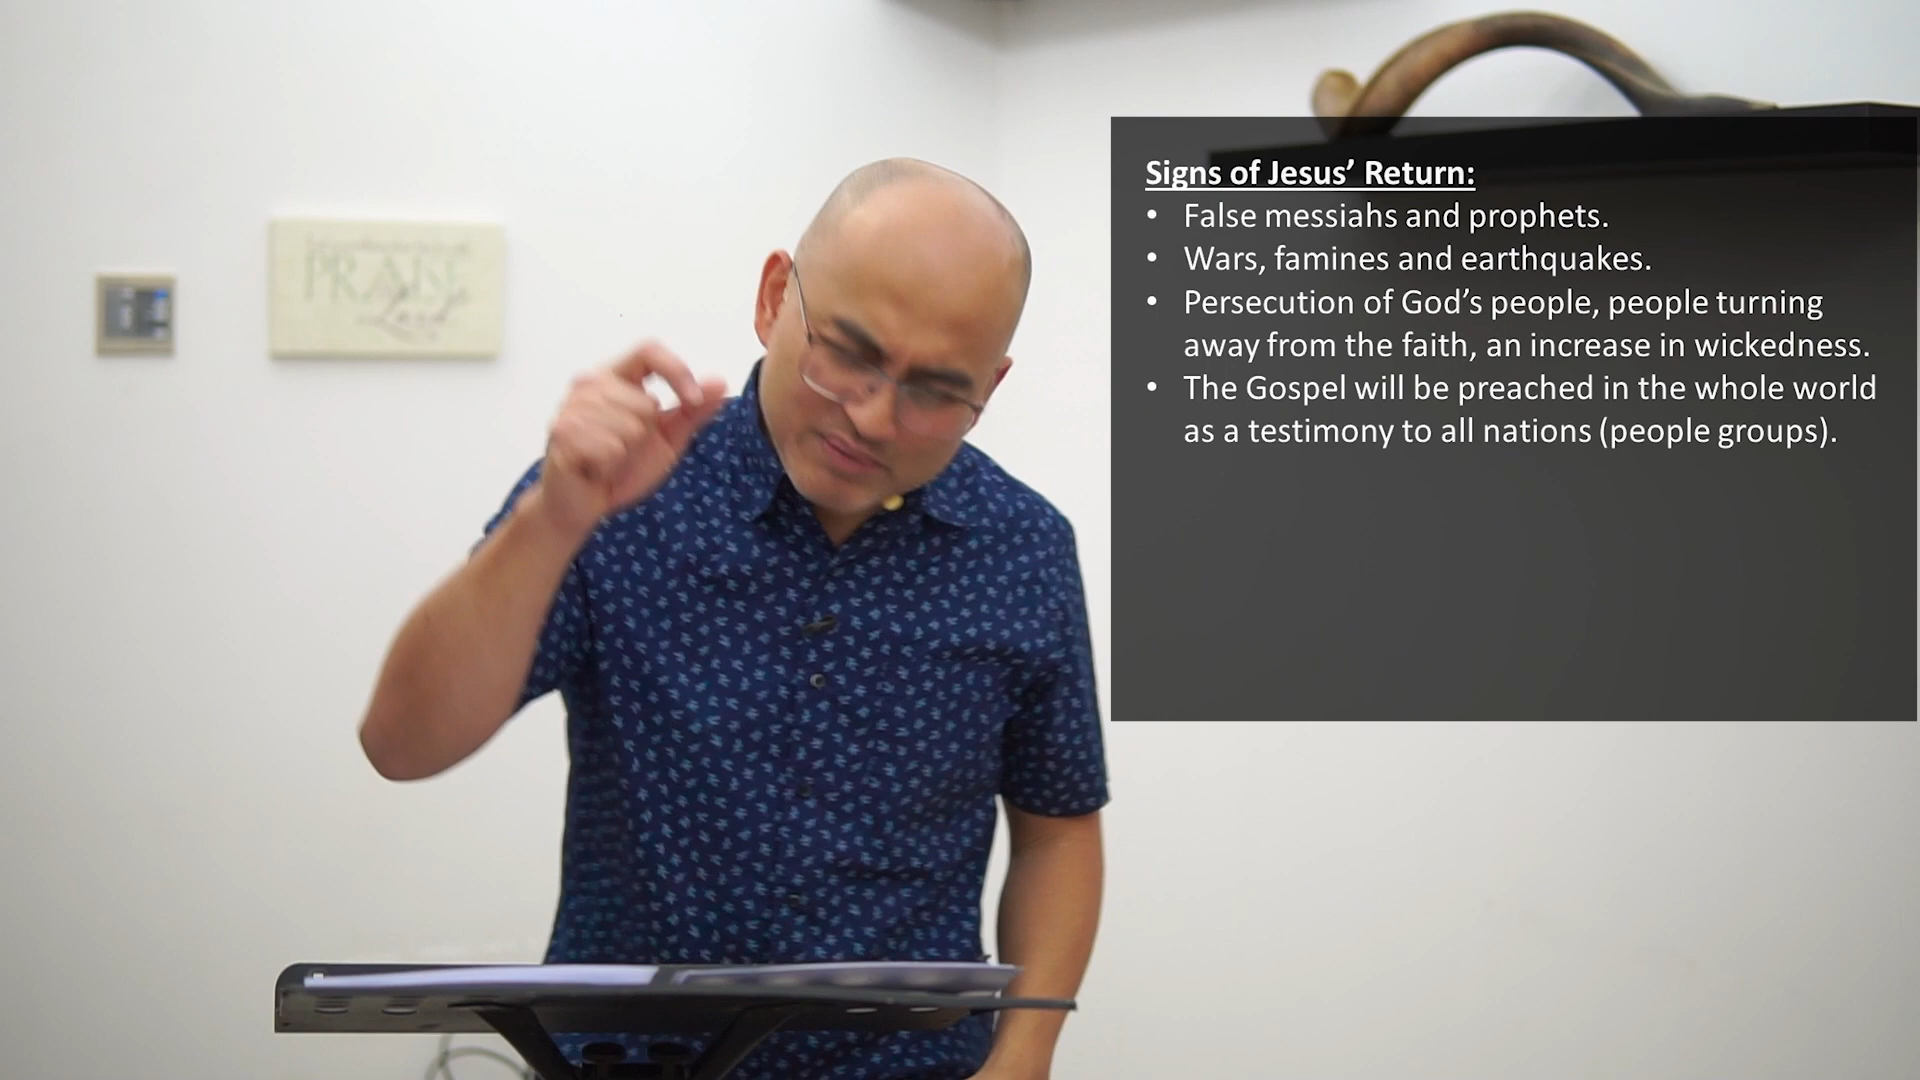 PRAISE
Lord
Signs of Jesus’ Return:
• False messiahs and prophets.
• Wars, famines and earthquakes.
• Persecution of God’s people, people turning
away from the faith, an increase in wickedness.
• The Gospel will be preached in the whole world
as a testimony to all nations (people groups).